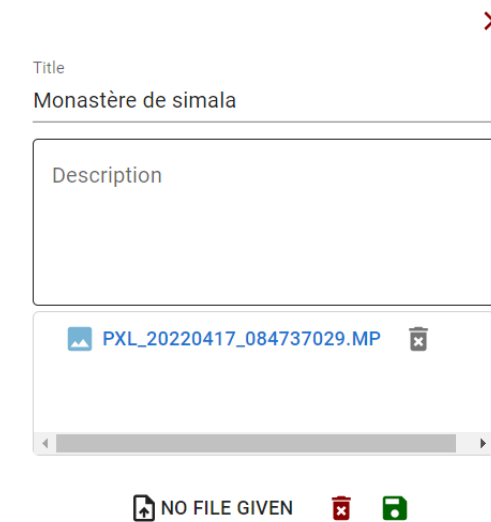 Title
Monastère de simala
Description
PXL_20220417_084737029.MP
NO FILE GIVEN